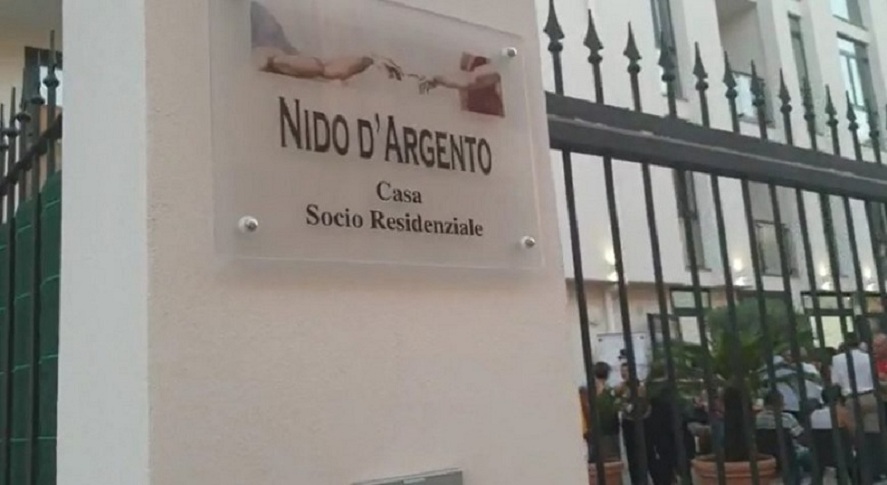 NIDO D'ARGENTO
Casa
Socio Residenziale